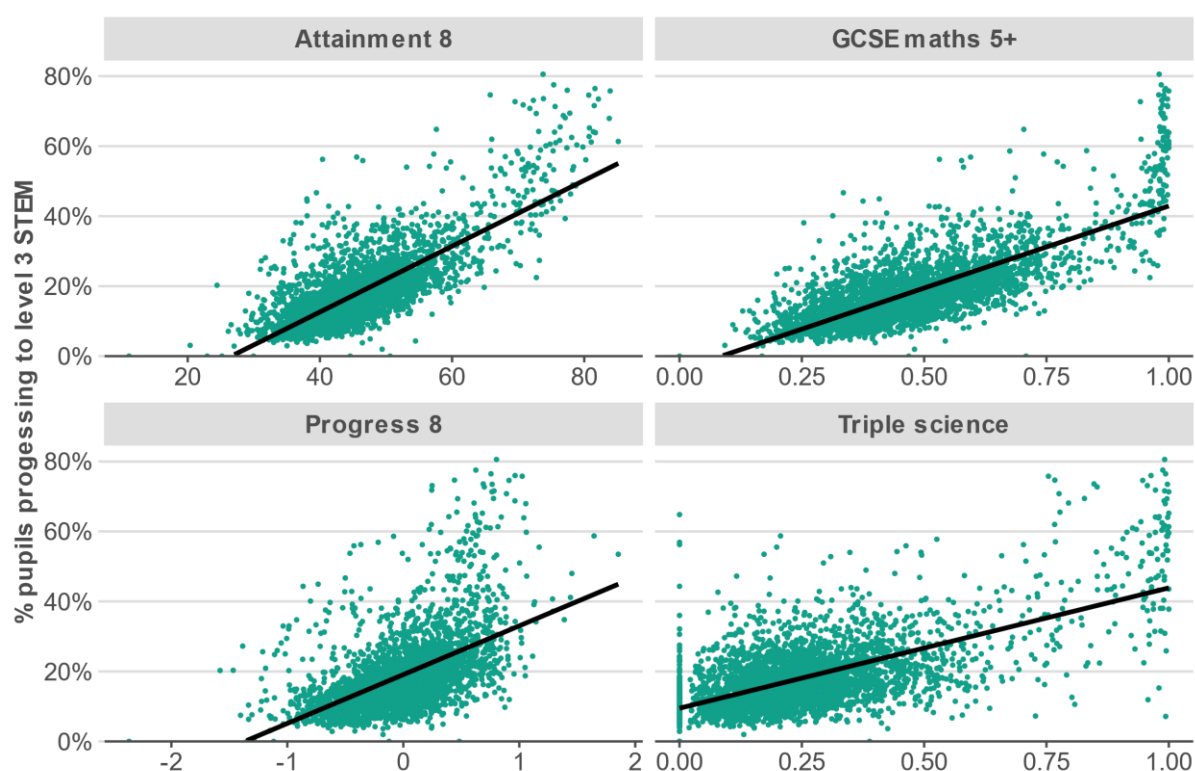 Attainment 8
GCSE maths 5+
80%
60%
40%
20%
0%
20 40 60 80
0.00 0.25 0.50 0.75 1.00
Progress 8
Triple science
80%
60%
40%
20%
0%
-2 -1 0 1 2
0.00 0.25 0.50 0.75 1.00
% pupils progessing to level 3 STEM